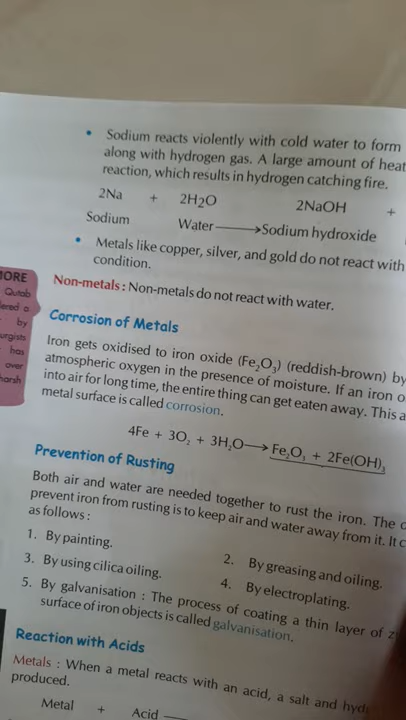 • Sodium reacts violently with cold water to form
along with hydrogen gas. A large amount of heat
reaction, which results in hydrogen catching fire.
2Na + 2H₂O 2NaOH +
Sodium Water ⟶ Sodium hydroxide
• Metals like copper, silver, and gold do not react with
condition.
Non-metals : Non-metals do not react with water.
MORE
Qutab
ered a
by
urgists
has
over
harsh
Corrosion of Metals
Iron gets oxidised to iron oxide (Fe₂O₃) (reddish-brown) by
atmospheric oxygen in the presence of moisture. If an iron o
into air for long time, the entire thing can get eaten away. This a
metal surface is called corrosion.
4Fe + 3O₂ + 3H₂O ⟶ Fe₂O₃ + 2Fe(OH)₃
Prevention of Rusting
Both air and water are needed together to rust the iron. The
prevent iron from rusting is to keep air and water away from it. It c
as follows :
1. By painting. 2. By greasing and oiling.
3. By using cilica oiling. 4. By electroplating.
5. By galvanisation : The process of coating a thin layer of z
surface of iron objects is called galvanisation.
Reaction with Acids
Metals : When a metal reacts with an acid, a salt and hyd
produced.
Metal + Acid ⟶